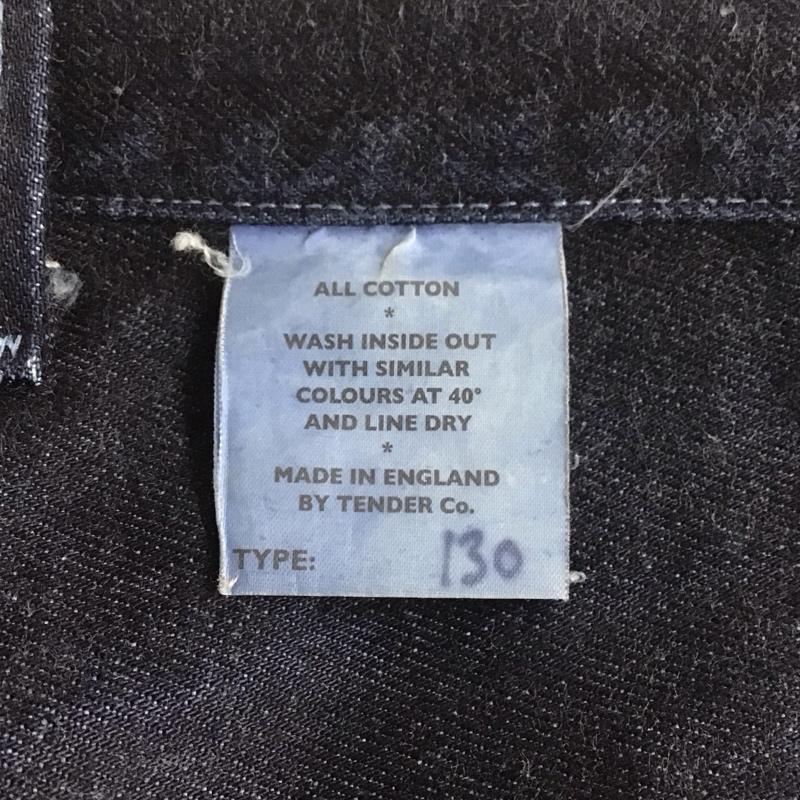 ALL COTTON
*
WASH INSIDE OUT
WITH SIMILAR
COLOURS AT 40°
AND LINE DRY
*
MADE IN ENGLAND
BY TENDER Co.
TYPE: 130